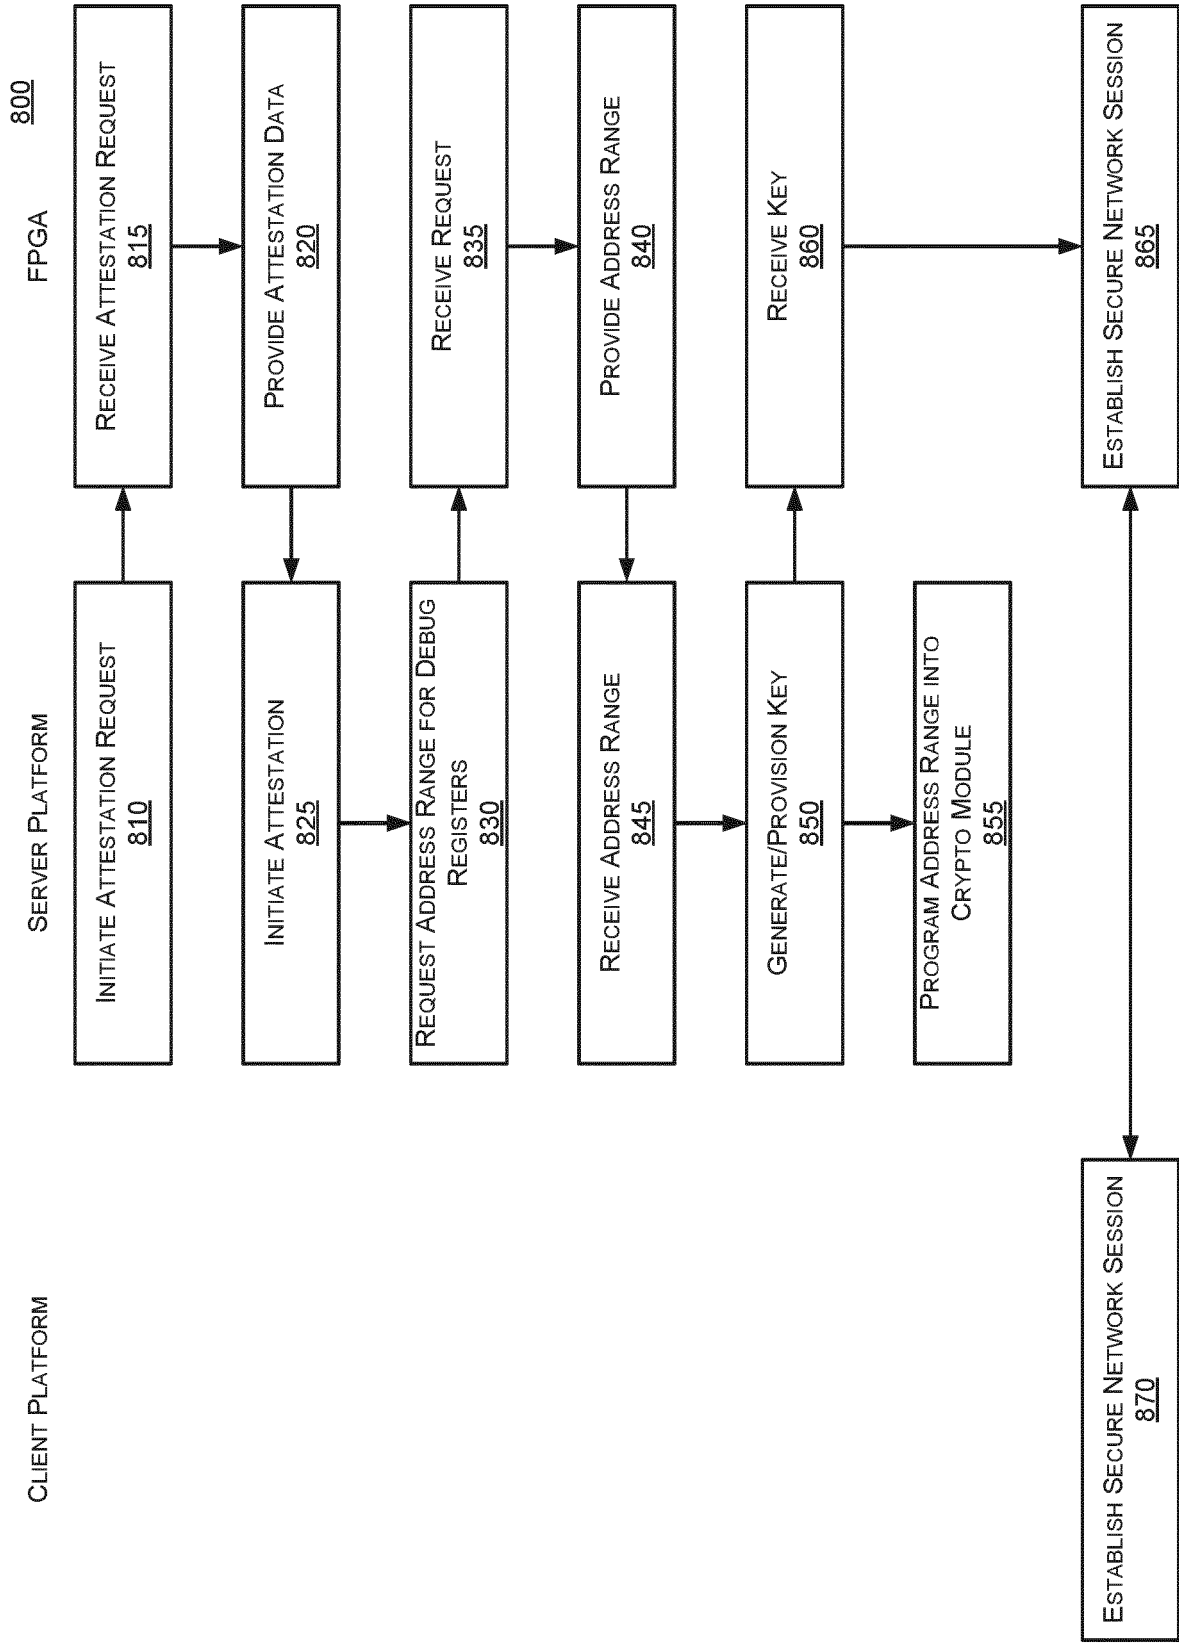 800
CLIENT PLATFORM
SERVER PLATFORM
FPGA
INITIATE ATTESTATION REQUEST
810
RECEIVE ATTESTATION REQUEST
815
INITIATE ATTESTATION
825
PROVIDE ATTESTATION DATA
820
REQUEST ADDRESS RANGE FOR DEBUG
REGISTERS
830
RECEIVE REQUEST
835
RECEIVE ADDRESS RANGE
845
PROVIDE ADDRESS RANGE
840
GENERATE/PROVISION KEY
850
RECEIVE KEY
860
PROGRAM ADDRESS RANGE INTO
CRYPTO MODULE
855
ESTABLISH SECURE NETWORK SESSION
870
ESTABLISH SECURE NETWORK SESSION
865